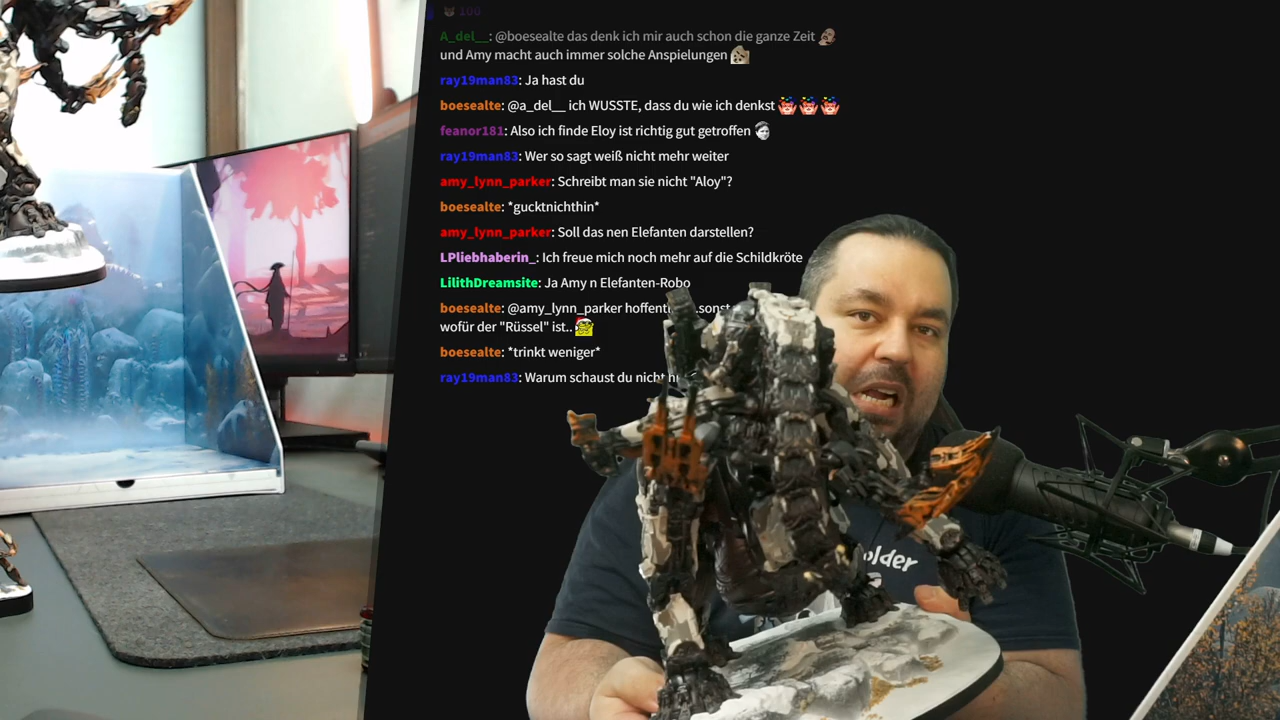 100
A_del__: @boesealte das denk ich mir auch schon die ganze Zeit
und Amy macht auch immer solche Anspielungen
ray19man83: Ja hast du
boesealte: @a_del__ ich WUSSTE, dass du wie ich denkst
feanor181: Also ich finde Eloy ist richtig gut getroffen
ray19man83: Wer so sagt weiß nicht mehr weiter
amy_lynn_parker: Schreibt man sie nicht "Aloy"?
boesealte: *gucktnichthin*
amy_lynn_parker: Soll das nen Elefanten darstellen?
LPliebhaberin_: Ich freue mich noch mehr auf die Schildkröte
LilithDreamsite: Ja Amy n Elefanten-Robo
boesealte: @amy_lynn_parker hoffent ..sonst
wofür der "Rüssel" ist..
boesealte: *trinkt weniger*
ray19man83: Warum schaust du nicht
older